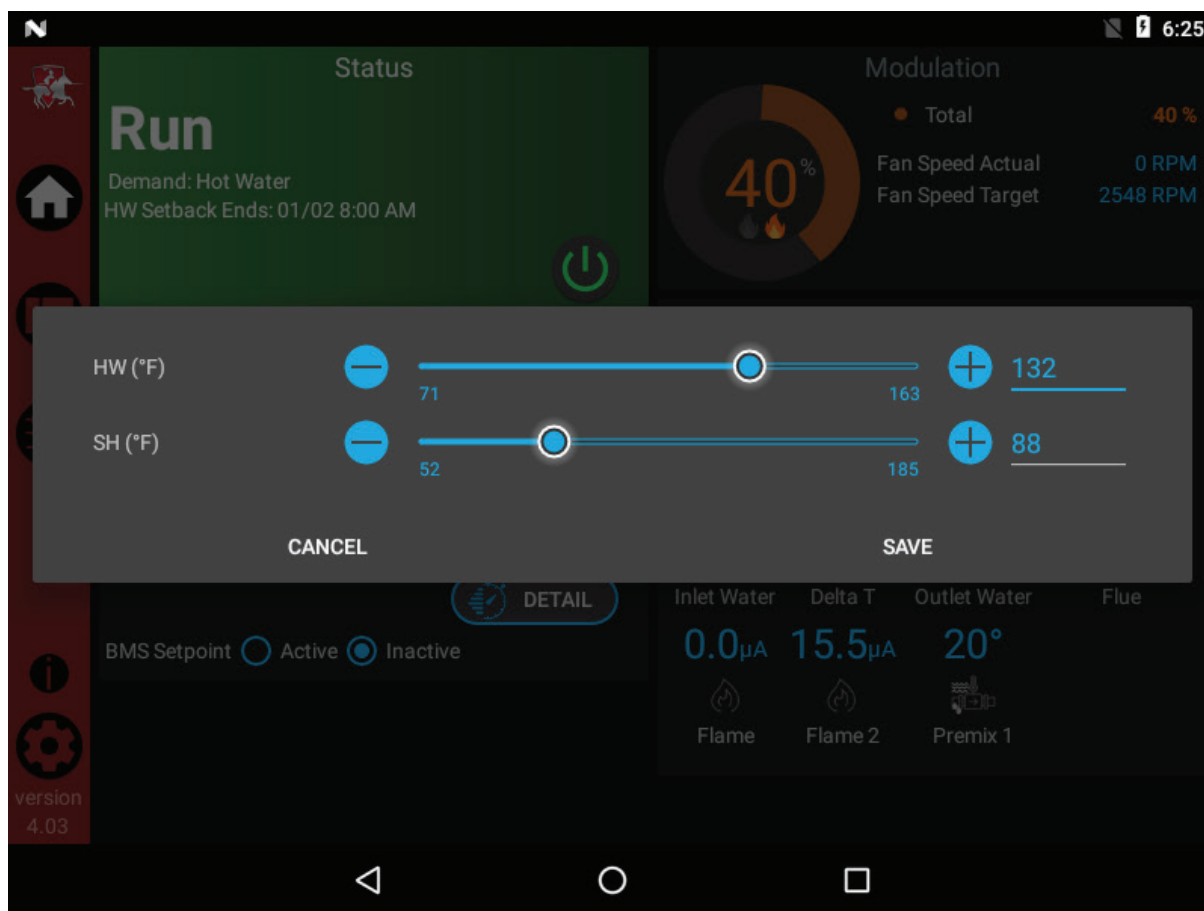 6:25
Status
Run
Demand: Hot Water
HW Setback Ends: 01/02 8:00 AM
Modulation
40 %
Total 40 %
Fan Speed Actual 0 RPM
Fan Speed Target 2548 RPM
HW (°F)
71 163
132
SH (°F)
52 185
88
CANCEL SAVE
DETAIL
BMS Setpoint Active Inactive
Inlet Water Delta T Outlet Water Flue
0.0µA 15.5µA 20°
Flame Flame 2 Premix 1
version
4.03